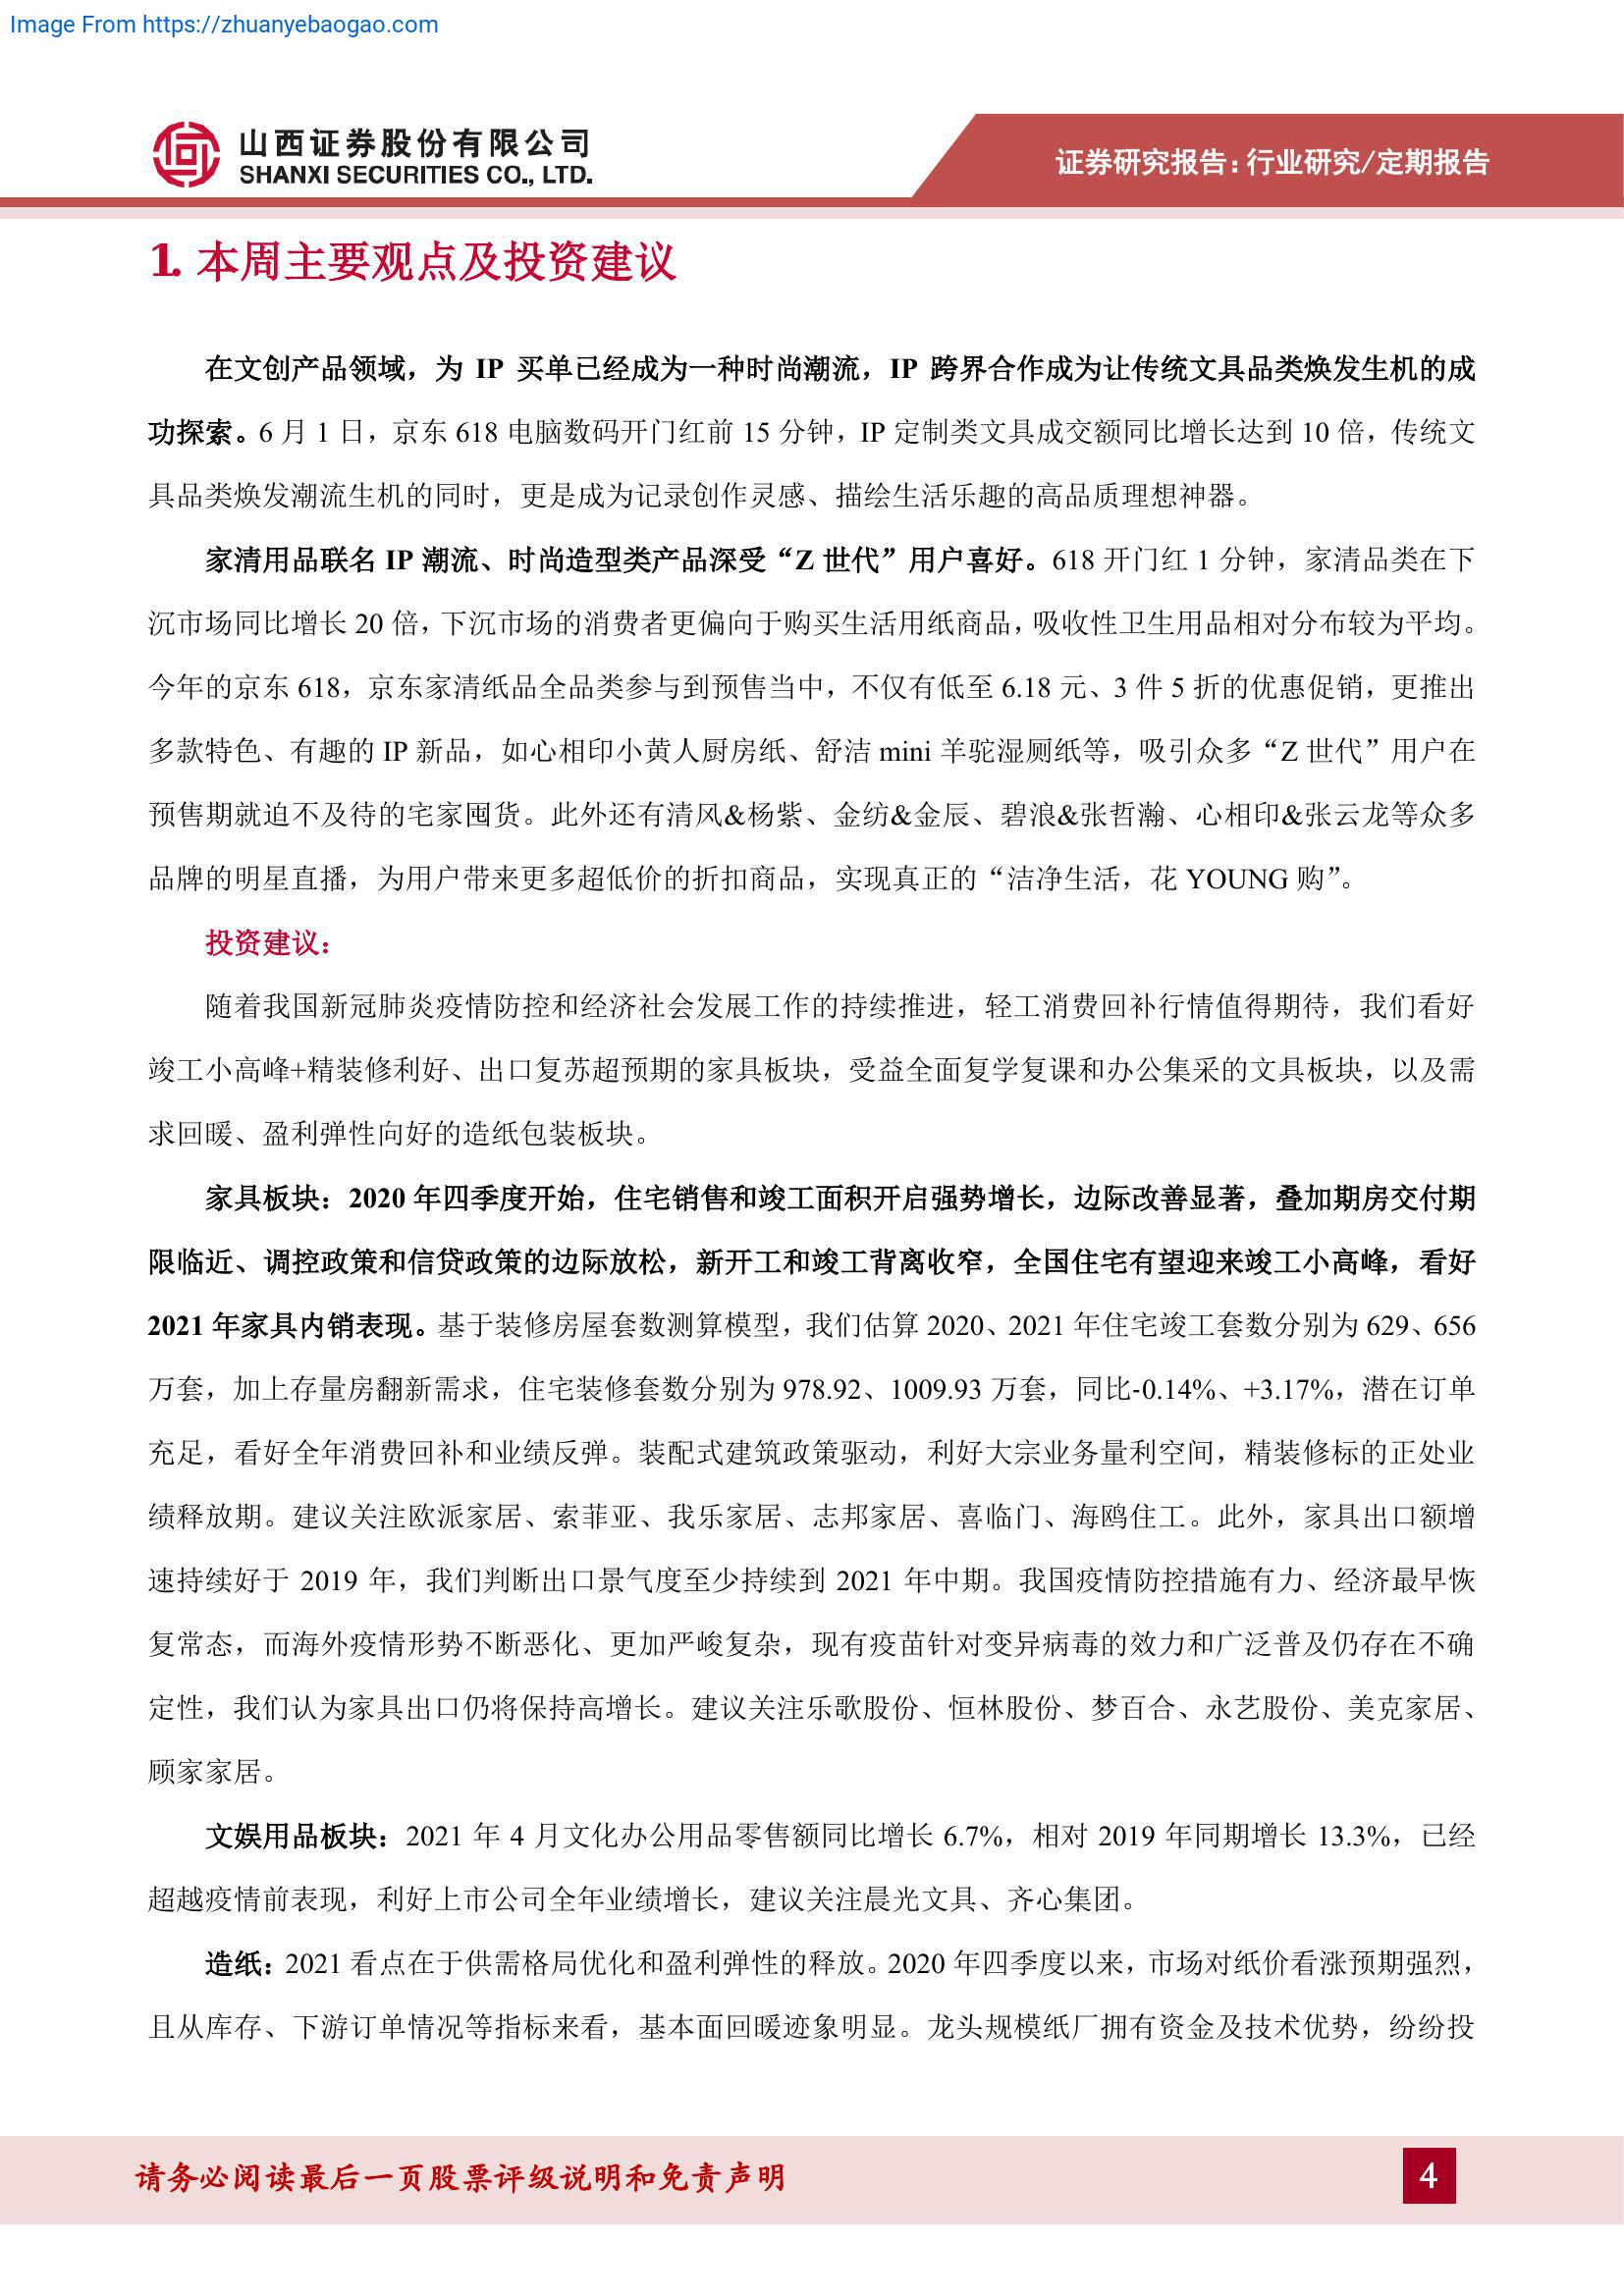 Image From https://zhuanyebaogao.com
山西证券股份有限公司
SHANXI SECURITIES CO., LTD.
证券研究报告：行业研究/定期报告
1. 本周主要观点及投资建议
在文创产品领域，为 IP 买单已经成为一种时尚潮流，IP 跨界合作成为让传统文具品类焕发生机的成
功探索。6 月 1 日，京东 618 电脑数码开门红前 15 分钟，IP 定制类文具成交额同比增长达到 10 倍，传统文
具品类焕发潮流生机的同时，更是成为记录创作灵感、描绘生活乐趣的高品质理想神器。
家清用品联名 IP 潮流、时尚造型类产品深受“Z 世代”用户喜好。618 开门红 1 分钟，家清品类在下
沉市场同比增长 20 倍，下沉市场的消费者更偏向于购买生活用纸商品，吸收性卫生用品相对分布较为平均。
今年的京东 618，京东家清纸品全品类参与到预售当中，不仅有低至 6.18 元、3 件 5 折的优惠促销，更推出
多款特色、有趣的 IP 新品，如心相印小黄人厨房纸、舒洁 mini 羊驼湿厕纸等，吸引众多“Z 世代”用户在
预售期就迫不及待的宅家囤货。此外还有清风&杨紫、金纺&金辰、碧浪&张哲瀚、心相印&张云龙等众多
品牌的明星直播，为用户带来更多超低价的折扣商品，实现真正的“洁净生活，花 YOUNG 购”。
投资建议：
随着我国新冠肺炎疫情防控和经济社会发展工作的持续推进，轻工消费回补行情值得期待，我们看好
竣工小高峰+精装修利好、出口复苏超预期的家具板块，受益全面复学复课和办公集采的文具板块，以及需
求回暖、盈利弹性向好的造纸包装板块。
家具板块：2020 年四季度开始，住宅销售和竣工面积开启强势增长，边际改善显著，叠加期房交付期
限临近、调控政策和信贷政策的边际放松，新开工和竣工背离收窄，全国住宅有望迎来竣工小高峰，看好
2021 年家具内销表现。基于装修房屋套数测算模型，我们估算 2020、2021 年住宅竣工套数分别为 629、656
万套，加上存量房翻新需求，住宅装修套数分别为 978.92、1009.93 万套，同比-0.14%、+3.17%，潜在订单
充足，看好全年消费回补和业绩反弹。装配式建筑政策驱动，利好大宗业务量利空间，精装修标的正处业
绩释放期。建议关注欧派家居、索菲亚、我乐家居、志邦家居、喜临门、海鸥住工。此外，家具出口额增
速持续好于 2019 年，我们判断出口景气度至少持续到 2021 年中期。我国疫情防控措施有力、经济最早恢
复常态，而海外疫情形势不断恶化、更加严峻复杂，现有疫苗针对变异病毒的效力和广泛普及仍存在不确
定性，我们认为家具出口仍将保持高增长。建议关注乐歌股份、恒林股份、梦百合、永艺股份、美克家居、
顾家家居。
文娱用品板块：2021 年 4 月文化办公用品零售额同比增长 6.7%，相对 2019 年同期增长 13.3%，已经
超越疫情前表现，利好上市公司全年业绩增长，建议关注晨光文具、齐心集团。
造纸：2021 看点在于供需格局优化和盈利弹性的释放。2020 年四季度以来，市场对纸价看涨预期强烈，
且从库存、下游订单情况等指标来看，基本面回暖迹象明显。龙头规模纸厂拥有资金及技术优势，纷纷投
请务必阅读最后一页股票评级说明和免责声明
4